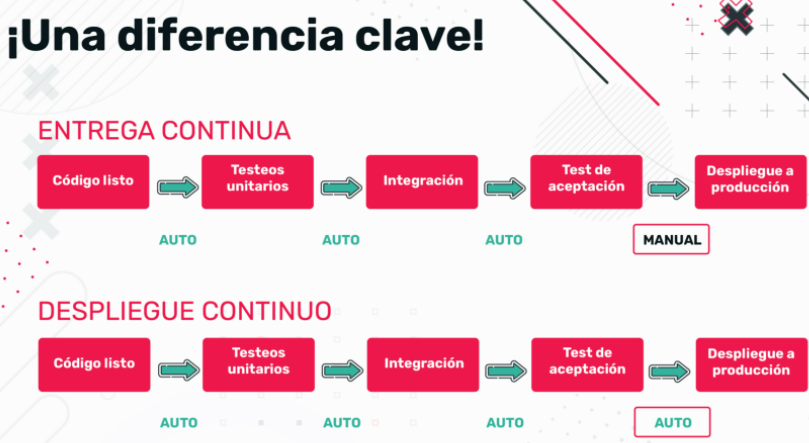 ¡Una diferencia clave!
ENTREGA CONTINUA
Código listo
Testeos
unitarios
Integración
Test de
aceptación
Despliegue a
producción
AUTO
AUTO
AUTO
MANUAL
DESPLIEGUE CONTINUO
Código listo
Testeos
unitarios
Integración
Test de
aceptación
Despliegue a
producción
AUTO
AUTO
AUTO
AUTO